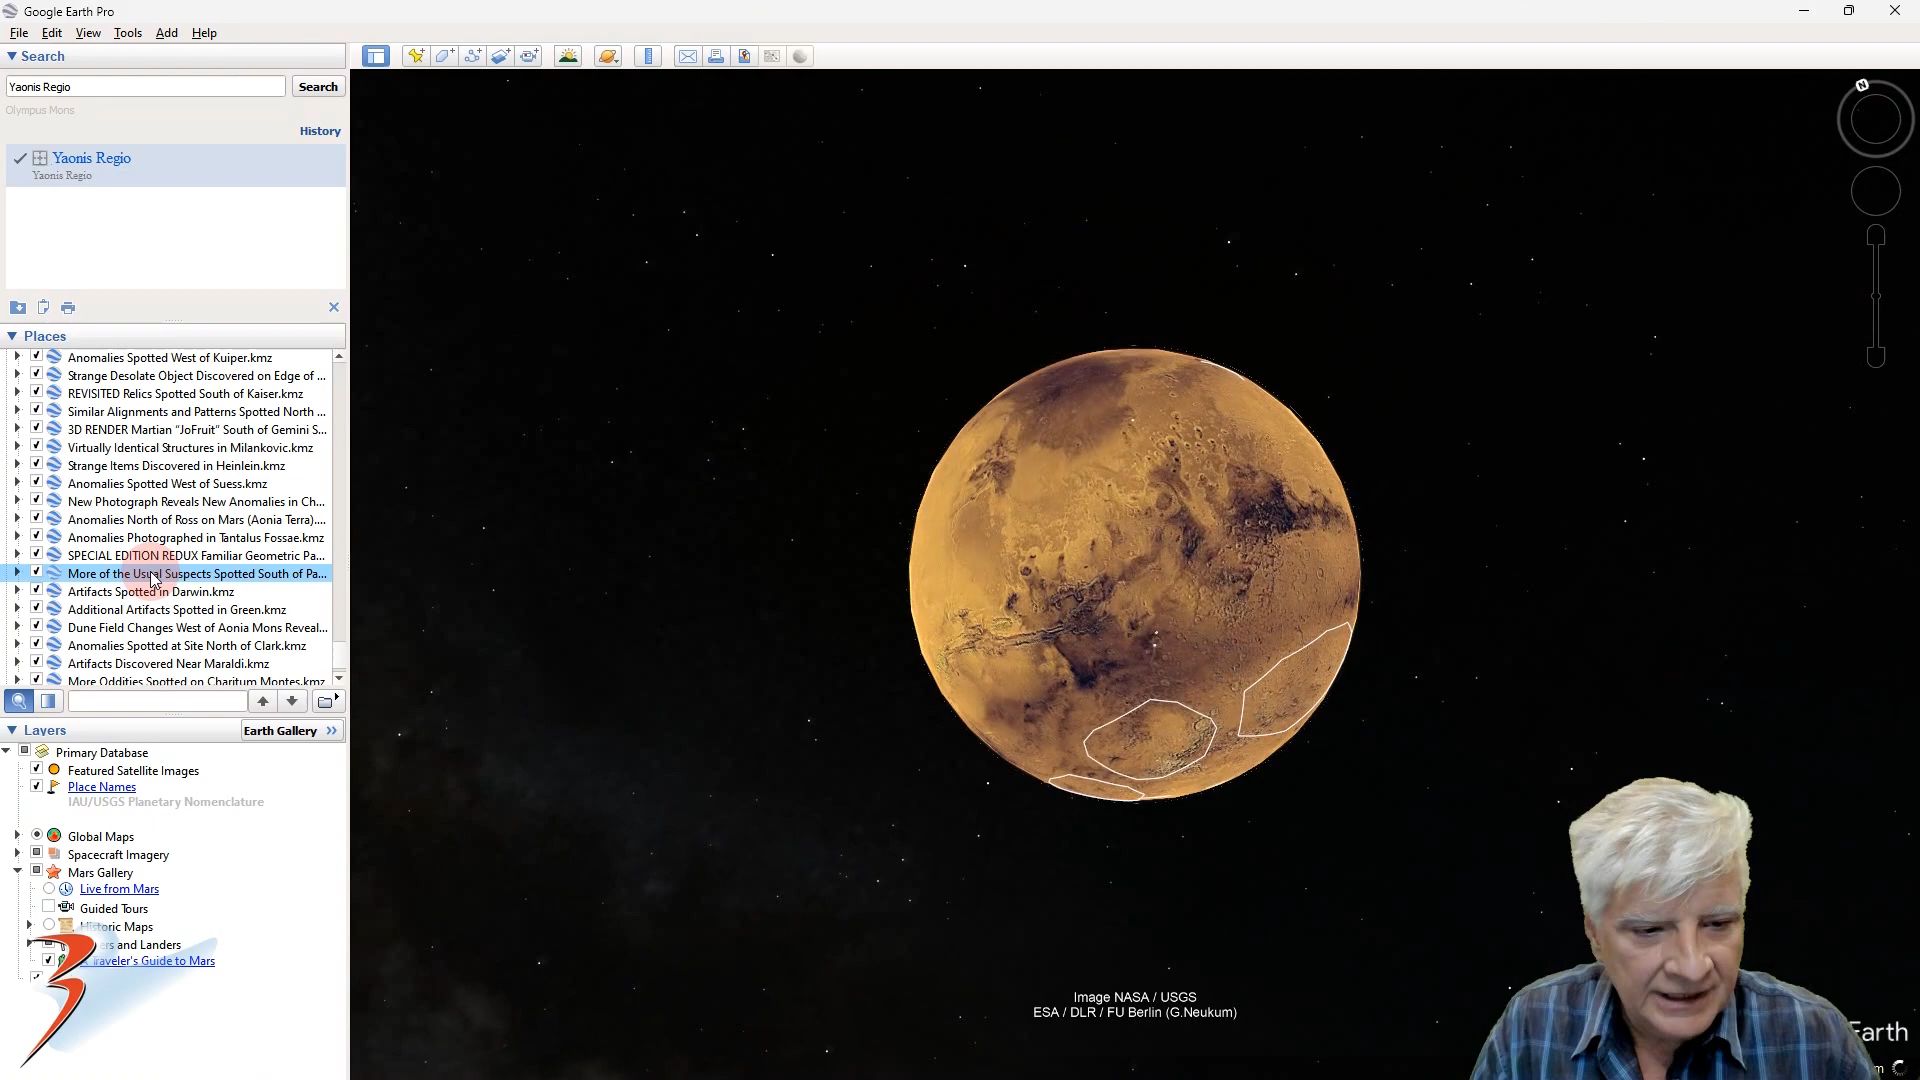 Google Earth Pro
File Edit View Tools Add Help
Search
Yaonis Regio
Search
Olympus Mons
History
Yaonis Regio
Yaonis Regio
N
Places
Anomalies Spotted West of Kuiper.kmz
Strange Desolate Object Discovered on Edge of ...
REVISITED Relics Spotted South of Kaiser.kmz
Similar Alignments and Patterns Spotted North ...
3D RENDER Martian “JoFruit” South of Gemini S...
Virtually Identical Structures in Milankovic.kmz
Strange Items Discovered in Heinlein.kmz
Anomalies Spotted West of Suess.kmz
New Photograph Reveals New Anomalies in Ch...
Anomalies North of Ross on Mars (Aonia Terra)....
Anomalies Photographed in Tantalus Fossae.kmz
SPECIAL EDITION REDUX Familiar Geometric Pa...
More of the Usual Suspects Spotted South of Pa...
Artifacts Spotted in Darwin.kmz
Additional Artifacts Spotted in Green.kmz
Dune Field Changes West of Aonia Mons Reveal...
Anomalies Spotted at Site North of Clark.kmz
Artifacts Discovered Near Maraldi.kmz
More Oddities Spotted on Charitum Montes.kmz
Layers
Earth Gallery »
Primary Database
Featured Satellite Images
Place Names
IAU/USGS Planetary Nomenclature
Global Maps
Spacecraft Imagery
Mars Gallery
Live from Mars
Guided Tours
Historic Maps
ers and Landers
Traveler's Guide to Mars
Image NASA / USGS
ESA / DLR / FU Berlin (G.Neukum)
Earth